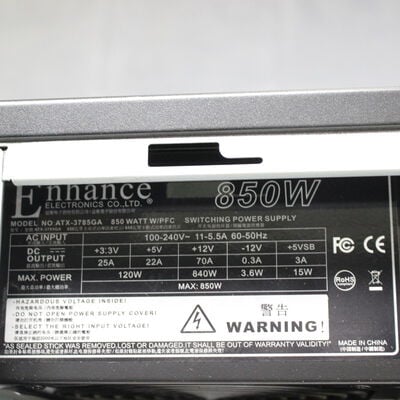 Enhance
ELECTRONICS CO.,LTD.
850W
MODEL NO:ATX-3785GA 850 WATT W/PFC SWITCHING POWER SUPPLY
AC INPUT 100-240V~ 11-5.5A 60-50Hz
DC OUTPUT +3.3V +5V +12V -12V +5VSB
25A 22A 70A 0.3A 3A
MAX. POWER 120W 840W 3.6W 15W
MAX: 850W
RoHS
-HAZARDOUS VOLTAGE INSIDE!
-DO NOT OPEN POWER SUPPLY COVER!
-SELECT THE RIGHT INPUT VOLTAGE!
警告
WARNING!
"AS SEALED STICK WAS DAMAGED,LOST OR DAMAGED,IT SHALL BE EXCLUDED FROM WARRANTY."
MADE IN CHINA